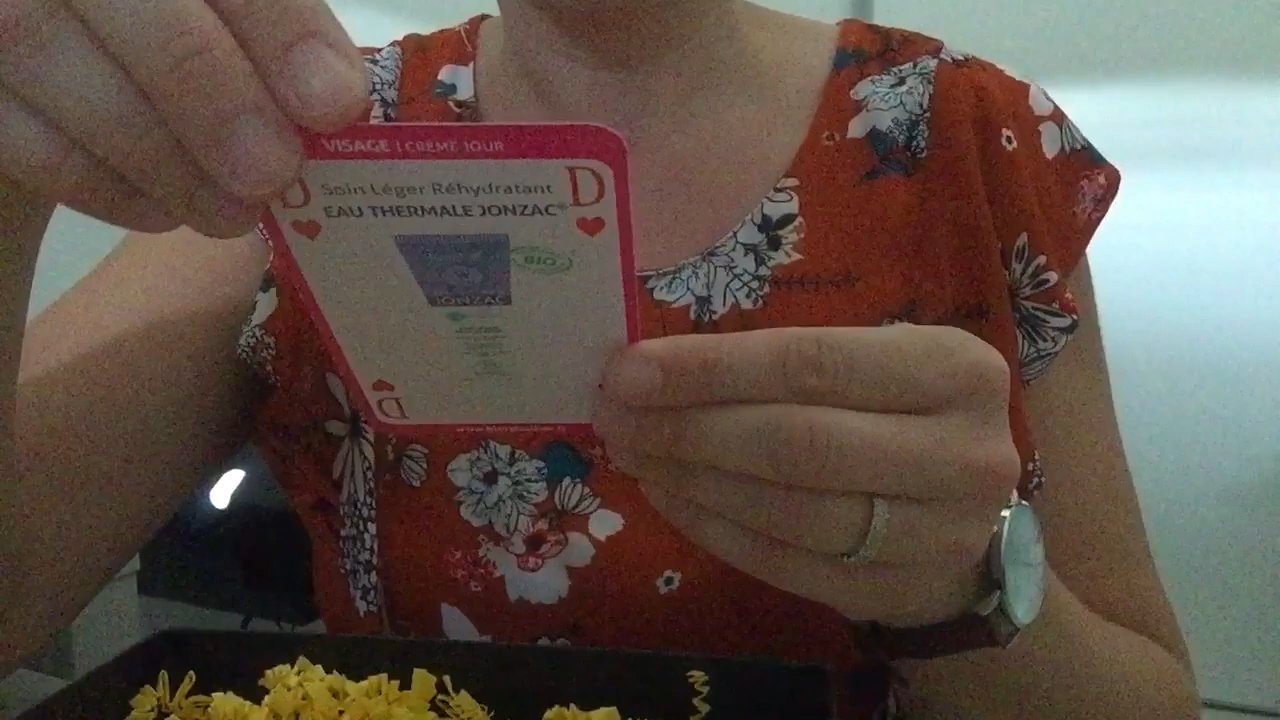 VISAGE | CRÈME JOUR
D
D
Soin Léger Réhydratant
EAU THERMALE JONZAC®
BIO
JONZAC
D